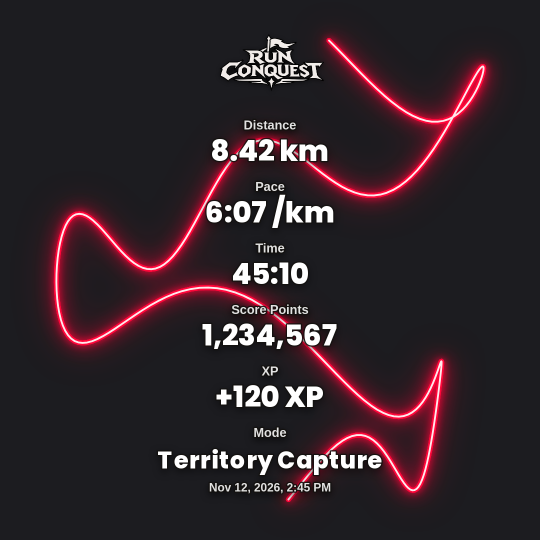 RUN
CONQUEST
Distance
8.42 km
Pace
6:07 /km
Time
45:10
Score Points
1,234,567
XP
+120 XP
Mode
Territory Capture
Nov 12, 2026, 2:45 PM